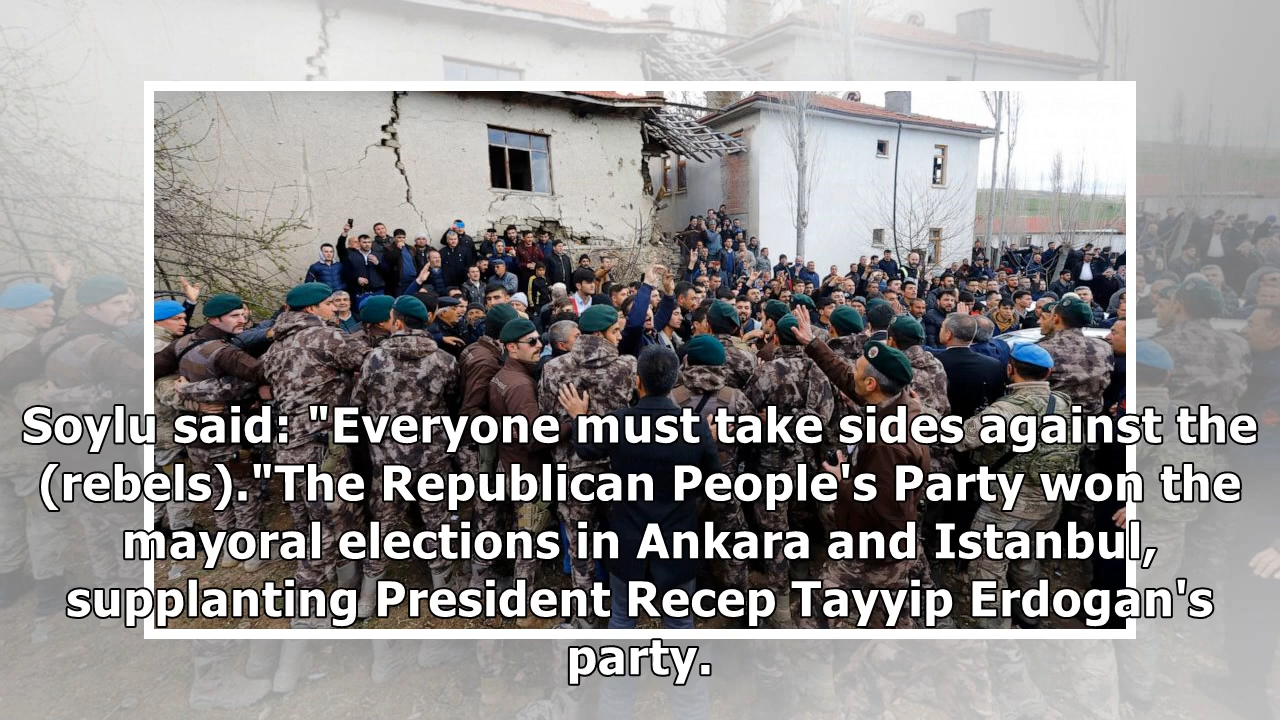 Soylu said: "Everyone must take sides against the
(rebels)."The Republican People's Party won the
mayoral elections in Ankara and Istanbul,
supplanting President Recep Tayyip Erdogan's
party.